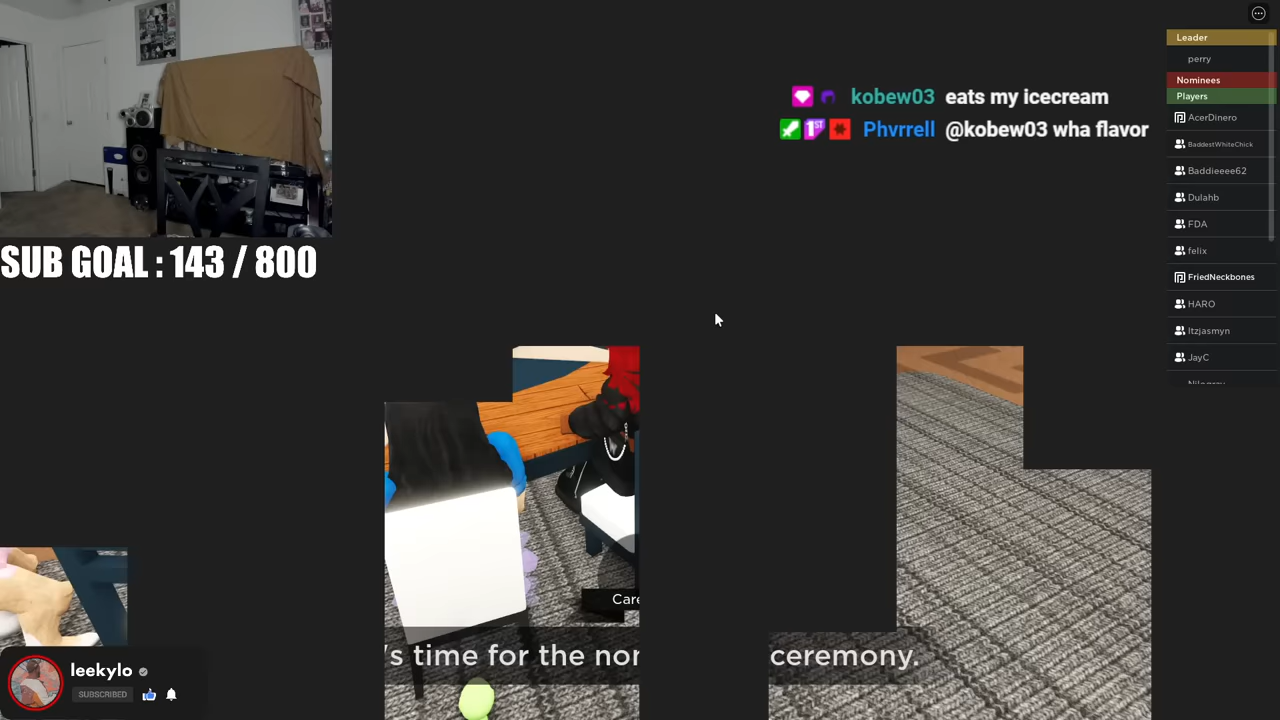 Leader
perry
Nominees
Players
AcerDinero
BaddestWhiteChick
Baddieeee62
Dulahb
FDA
felix
FriedNeckbones
HARO
Itzjasmyn
JayC
kobew03 eats my icecream
Phvrrell @kobew03 wha flavor
1ST
SUB GOAL : 143 / 800
Care
's time for the nor
ceremony.
leekylo
SUBSCRIBED